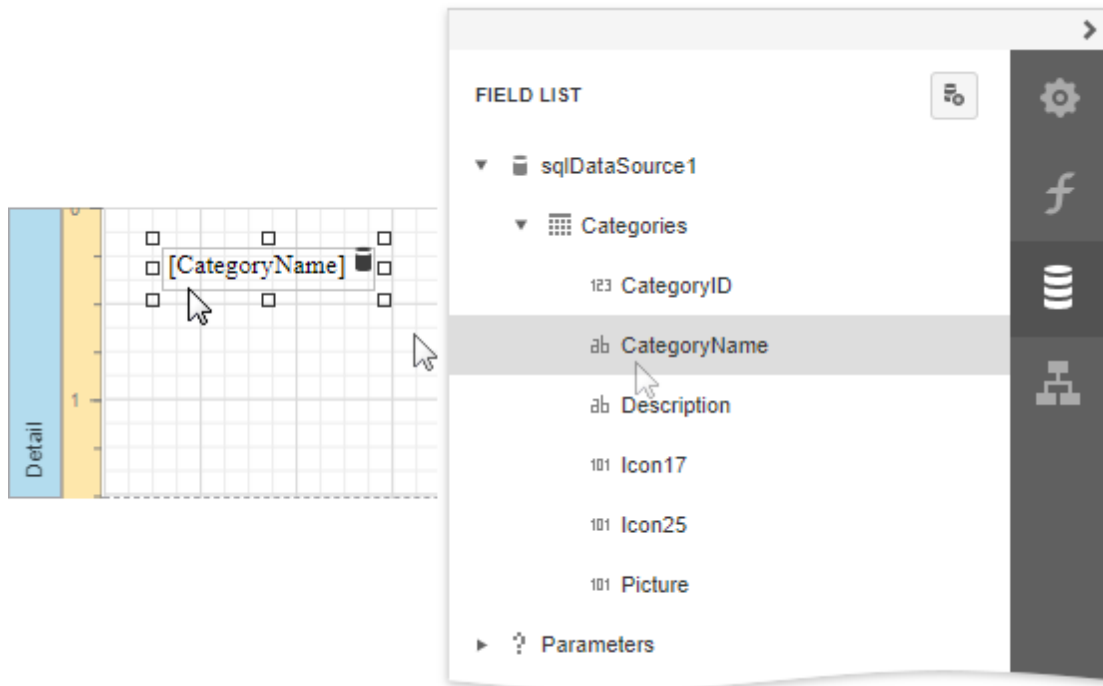 0
[CategoryName]
1
Detail
FIELD LIST
sqlDataSource1
Categories
123 CategoryID
ab CategoryName
ab Description
101 Icon17
101 Icon25
101 Picture
? Parameters